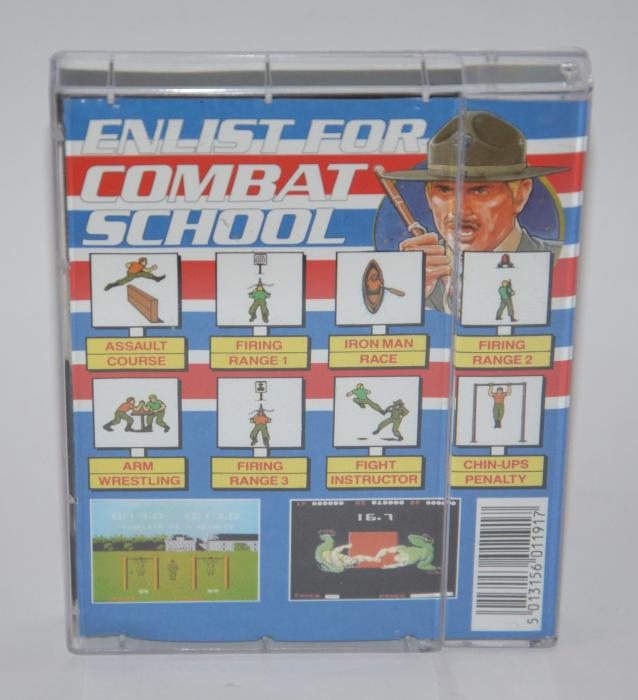 ENLIST FOR
COMBAT
SCHOOL
ASSAULT
COURSE
FIRING
RANGE 1
IRON MAN
RACE
FIRING
RANGE 2
ARM
WRESTLING
FIRING
RANGE 3
FIGHT
INSTRUCTOR
CHIN-UPS
PENALTY
5 013156 011917